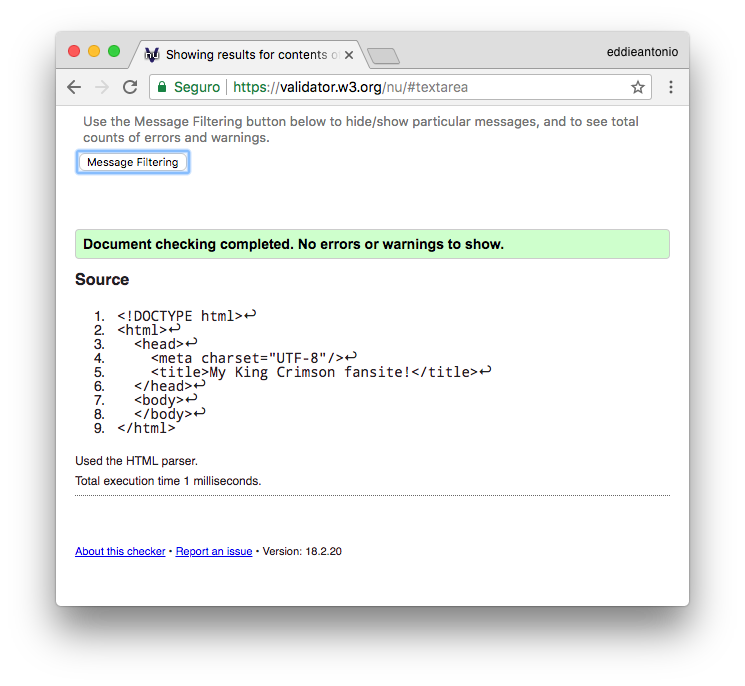 Showing results for contents o
eddieantonio
Seguro https://validator.w3.org/nu/#textarea
Use the Message Filtering button below to hide/show particular messages, and to see total
counts of errors and warnings.
Message Filtering
Document checking completed. No errors or warnings to show.
Source
1. <!DOCTYPE html>↩
2. <html>↩
3. <head>↩
4. <meta charset="UTF-8"/>↩
5. <title>My King Crimson fansite!</title>↩
6. </head>↩
7. <body>↩
8. </body>↩
9. </html>
Used the HTML parser.
Total execution time 1 milliseconds.
About this checker • Report an issue • Version: 18.2.20